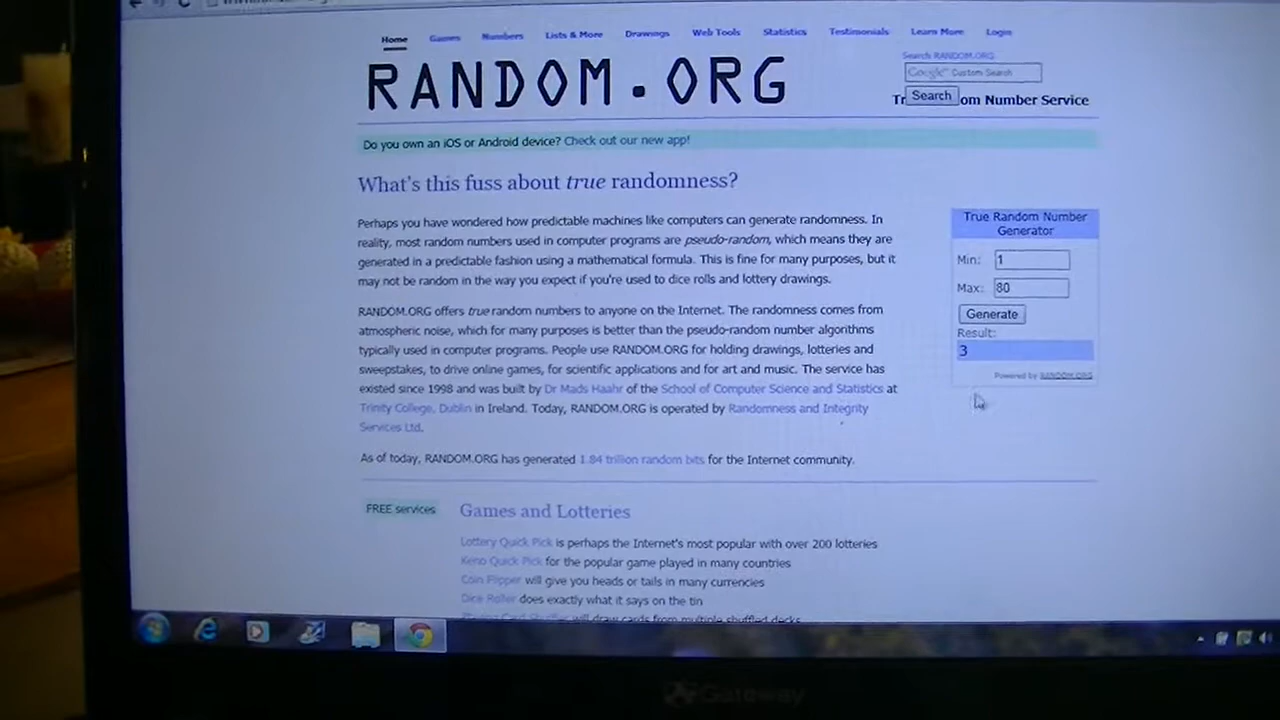 Home Games Numbers Lists & More Drawings Web Tools Statistics Testimonials Learn More Login
RANDOM.ORG
Search RANDOM.ORG
Google Custom Search
Search
Tr om Number Service
Do you own an iOS or Android device? Check out our new app!
What's this fuss about true randomness?
Perhaps you have wondered how predictable machines like computers can generate randomness. In
reality, most random numbers used in computer programs are pseudo-random, which means they are
generated in a predictable fashion using a mathematical formula. This is fine for many purposes, but it
may not be random in the way you expect if you're used to dice rolls and lottery drawings.
RANDOM.ORG offers true random numbers to anyone on the Internet. The randomness comes from
atmospheric noise, which for many purposes is better than the pseudo-random number algorithms
typically used in computer programs. People use RANDOM.ORG for holding drawings, lotteries and
sweepstakes, to drive online games, for scientific applications and for art and music. The service has
existed since 1998 and was built by Dr Mads Haahr of the School of Computer Science and Statistics at
Trinity College, Dublin in Ireland. Today, RANDOM.ORG is operated by Randomness and Integrity
Services Ltd.
As of today, RANDOM.ORG has generated 1.84 trillion random bits for the Internet community.
True Random Number
Generator
Min: 1
Max: 80
Generate
Result:
3
Powered by RANDOM.ORG
FREE services
Games and Lotteries
Lottery Quick Pick is perhaps the Internet's most popular with over 200 lotteries
Keno Quick Pick for the popular game played in many countries
Coin Flipper will give you heads or tails in many currencies
Dice Roller does exactly what it says on the tin
Playing Card Shuffler will draw cards from multiple shuffled decks
Gateway